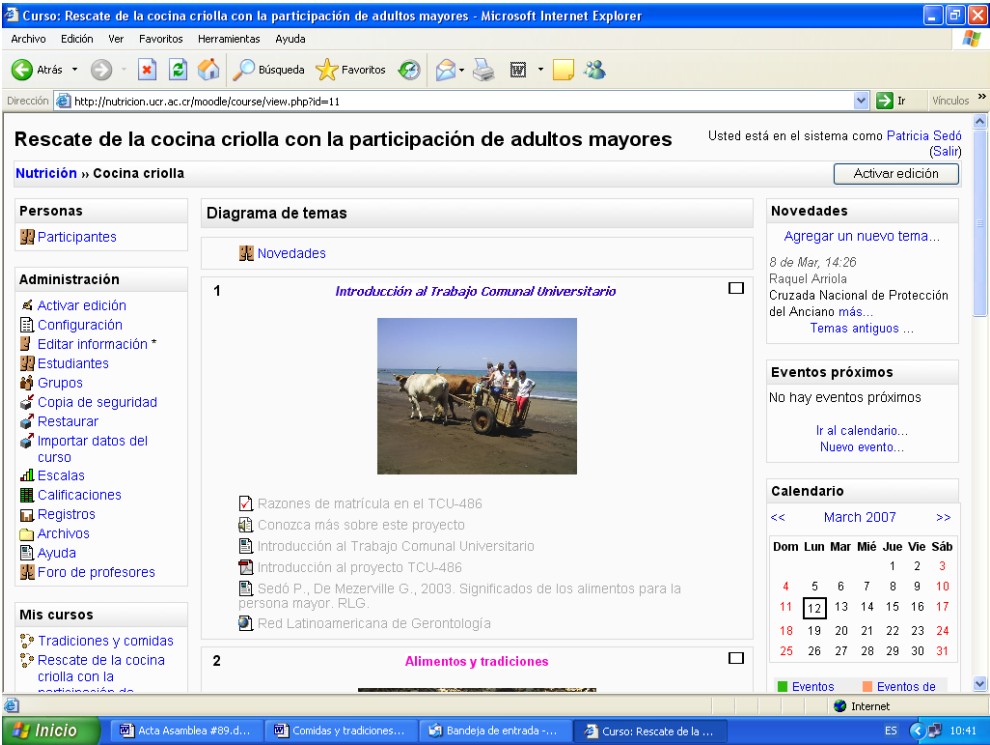 Curso: Rescate de la cocina criolla con la participación de adultos mayores - Microsoft Internet Explorer
Archivo Edición Ver Favoritos Herramientas Ayuda
Atrás Búsqueda Favoritos
Dirección http://nutricion.ucr.ac.cr/moodle/course/view.php?id=11 Ir Vínculos »
Rescate de la cocina criolla con la participación de adultos mayores
Usted está en el sistema como Patricia Sedó
(Salir)
Nutrición » Cocina criolla
Activar edición
Personas
Participantes
Administración
Activar edición
Configuración
Editar información *
Estudiantes
Grupos
Copia de seguridad
Restaurar
Importar datos del
curso
Escalas
Calificaciones
Registros
Archivos
Ayuda
Foro de profesores
Mis cursos
Tradiciones y comidas
Rescate de la cocina
criolla con la
participación de
Diagrama de temas
Novedades
1 Introducción al Trabajo Comunal Universitario
Razones de matrícula en el TCU-486
Conozca más sobre este proyecto
Introducción al Trabajo Comunal Universitario
Introducción al proyecto TCU-486
Sedó P., De Mezerville G., 2003. Significados de los alimentos para la
persona mayor. RLG.
Red Latinoamericana de Gerontología
2 Alimentos y tradiciones
Novedades
Agregar un nuevo tema...
8 de Mar, 14:26
Raquel Arriola
Cruzada Nacional de Protección
del Anciano más...
Temas antiguos ...
Eventos próximos
No hay eventos próximos
Ir al calendario...
Nuevo evento...
Calendario
<< March 2007 >>
Dom Lun Mar Mié Jue Vie Sáb
1 2 3
4 5 6 7 8 9 10
11 12 13 14 15 16 17
18 19 20 21 22 23 24
25 26 27 28 29 30 31
Eventos Eventos de
Internet
Inicio Acta Asamblea #89.d... Comidas y tradiciones... Bandeja de entrada -... Curso: Rescate de la ... ES 10:41